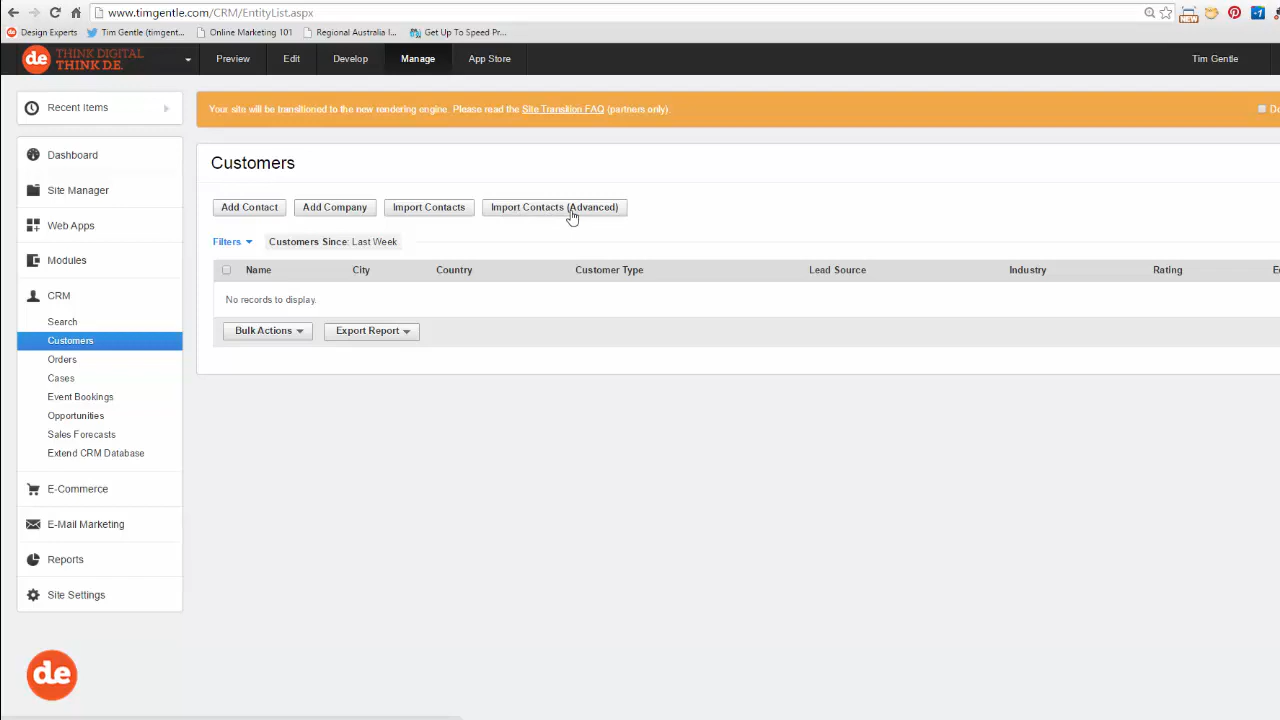 www.timgentle.com/CRM/EntityList.aspx
NEW
Design Experts
Tim Gentle (timgent...
Online Marketing 101
Regional Australia I...
Get Up To Speed Pr...
d.e THINK DIGITAL
THINK D.E.
Preview
Edit
Develop
Manage
App Store
Tim Gentle
Recent Items
Your site will be transitioned to the new rendering engine. Please read the Site Transition FAQ (partners only).
Dashboard
Site Manager
Web Apps
Modules
CRM
Search
Customers
Orders
Cases
Event Bookings
Opportunities
Sales Forecasts
Extend CRM Database
E-Commerce
E-Mail Marketing
Reports
Site Settings
Customers
Add Contact
Add Company
Import Contacts
Import Contacts (Advanced)
Filters
Customers Since: Last Week
Name City Country Customer Type Lead Source Industry Rating
No records to display.
Bulk Actions
Export Report
d.e